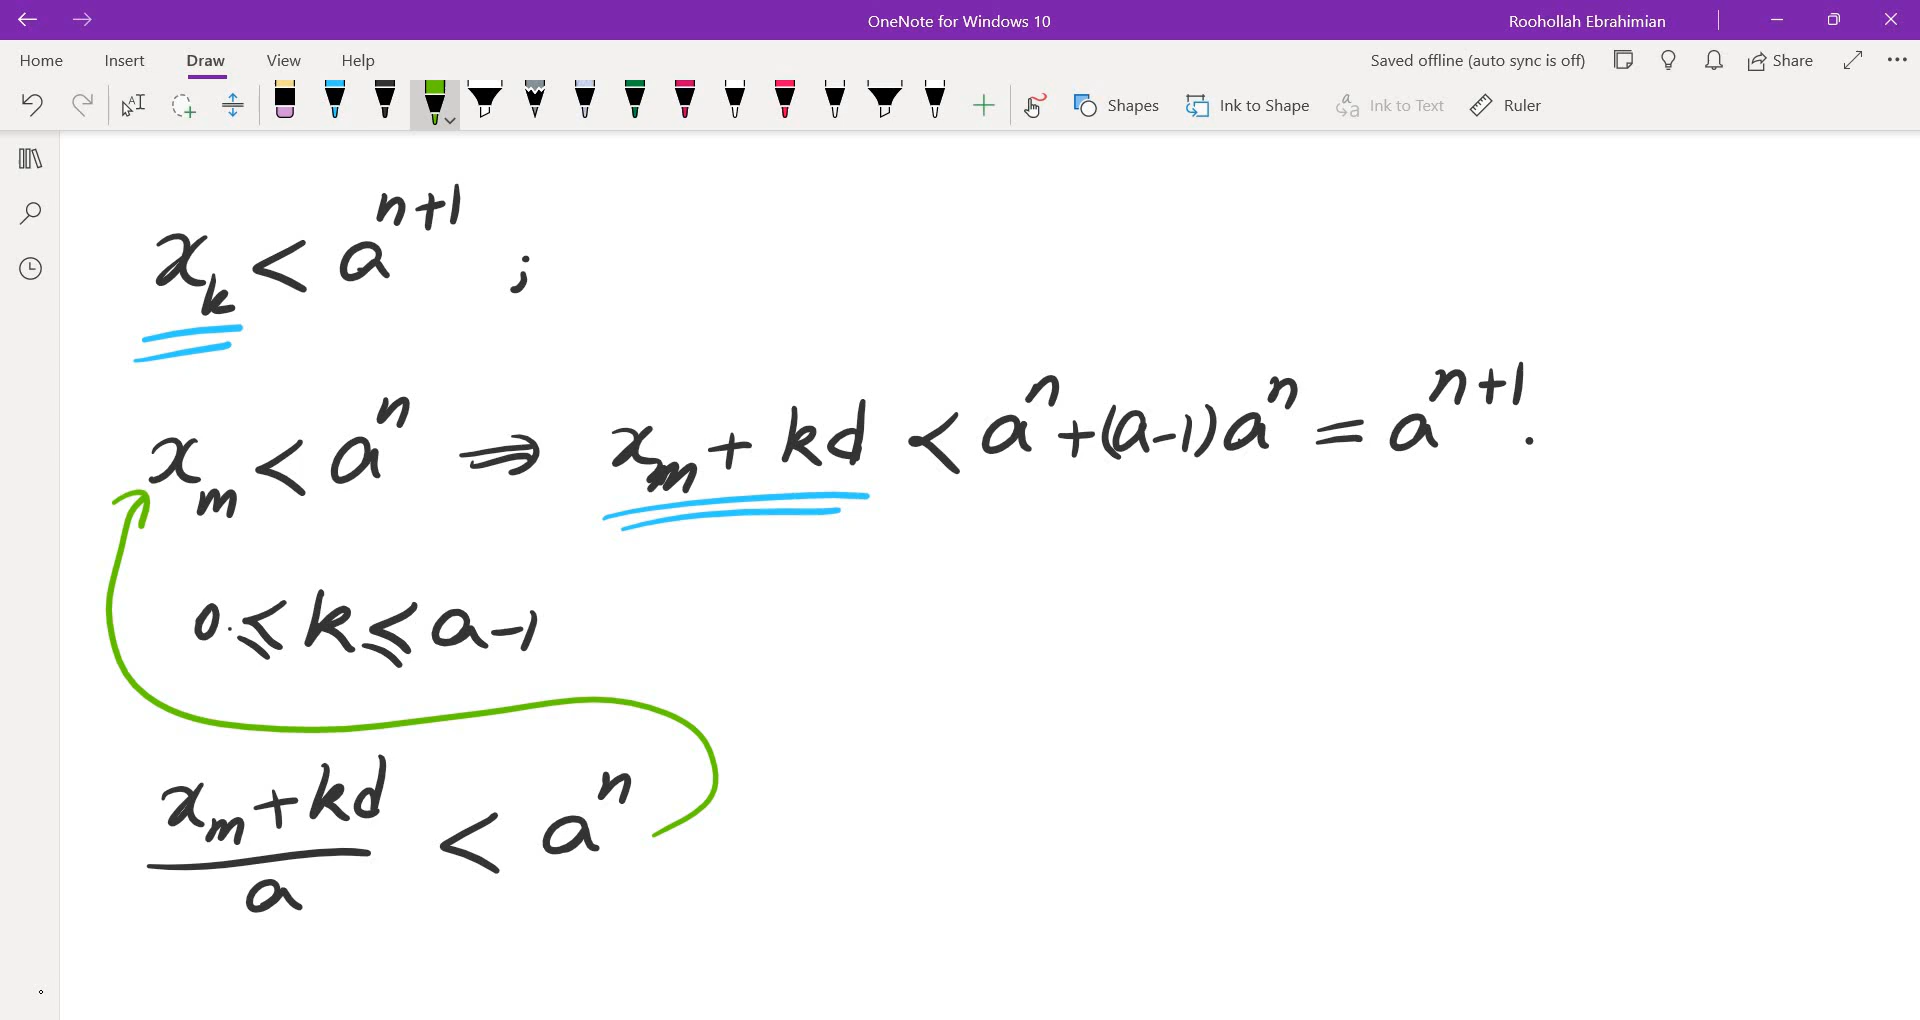 OneNote for Windows 10
Roohollah Ebrahimian
Home Insert Draw View Help
Saved offline (auto sync is off) Share
Shapes Ink to Shape Ink to Text Ruler
x_k < a^{n+1} ;
x_m < a^n ⇒ x_m + kd < a^n + (a-1)a^n = a^{n+1}.
0 ≤ k ≤ a-1
\frac{x_m + kd}{a} < a^n